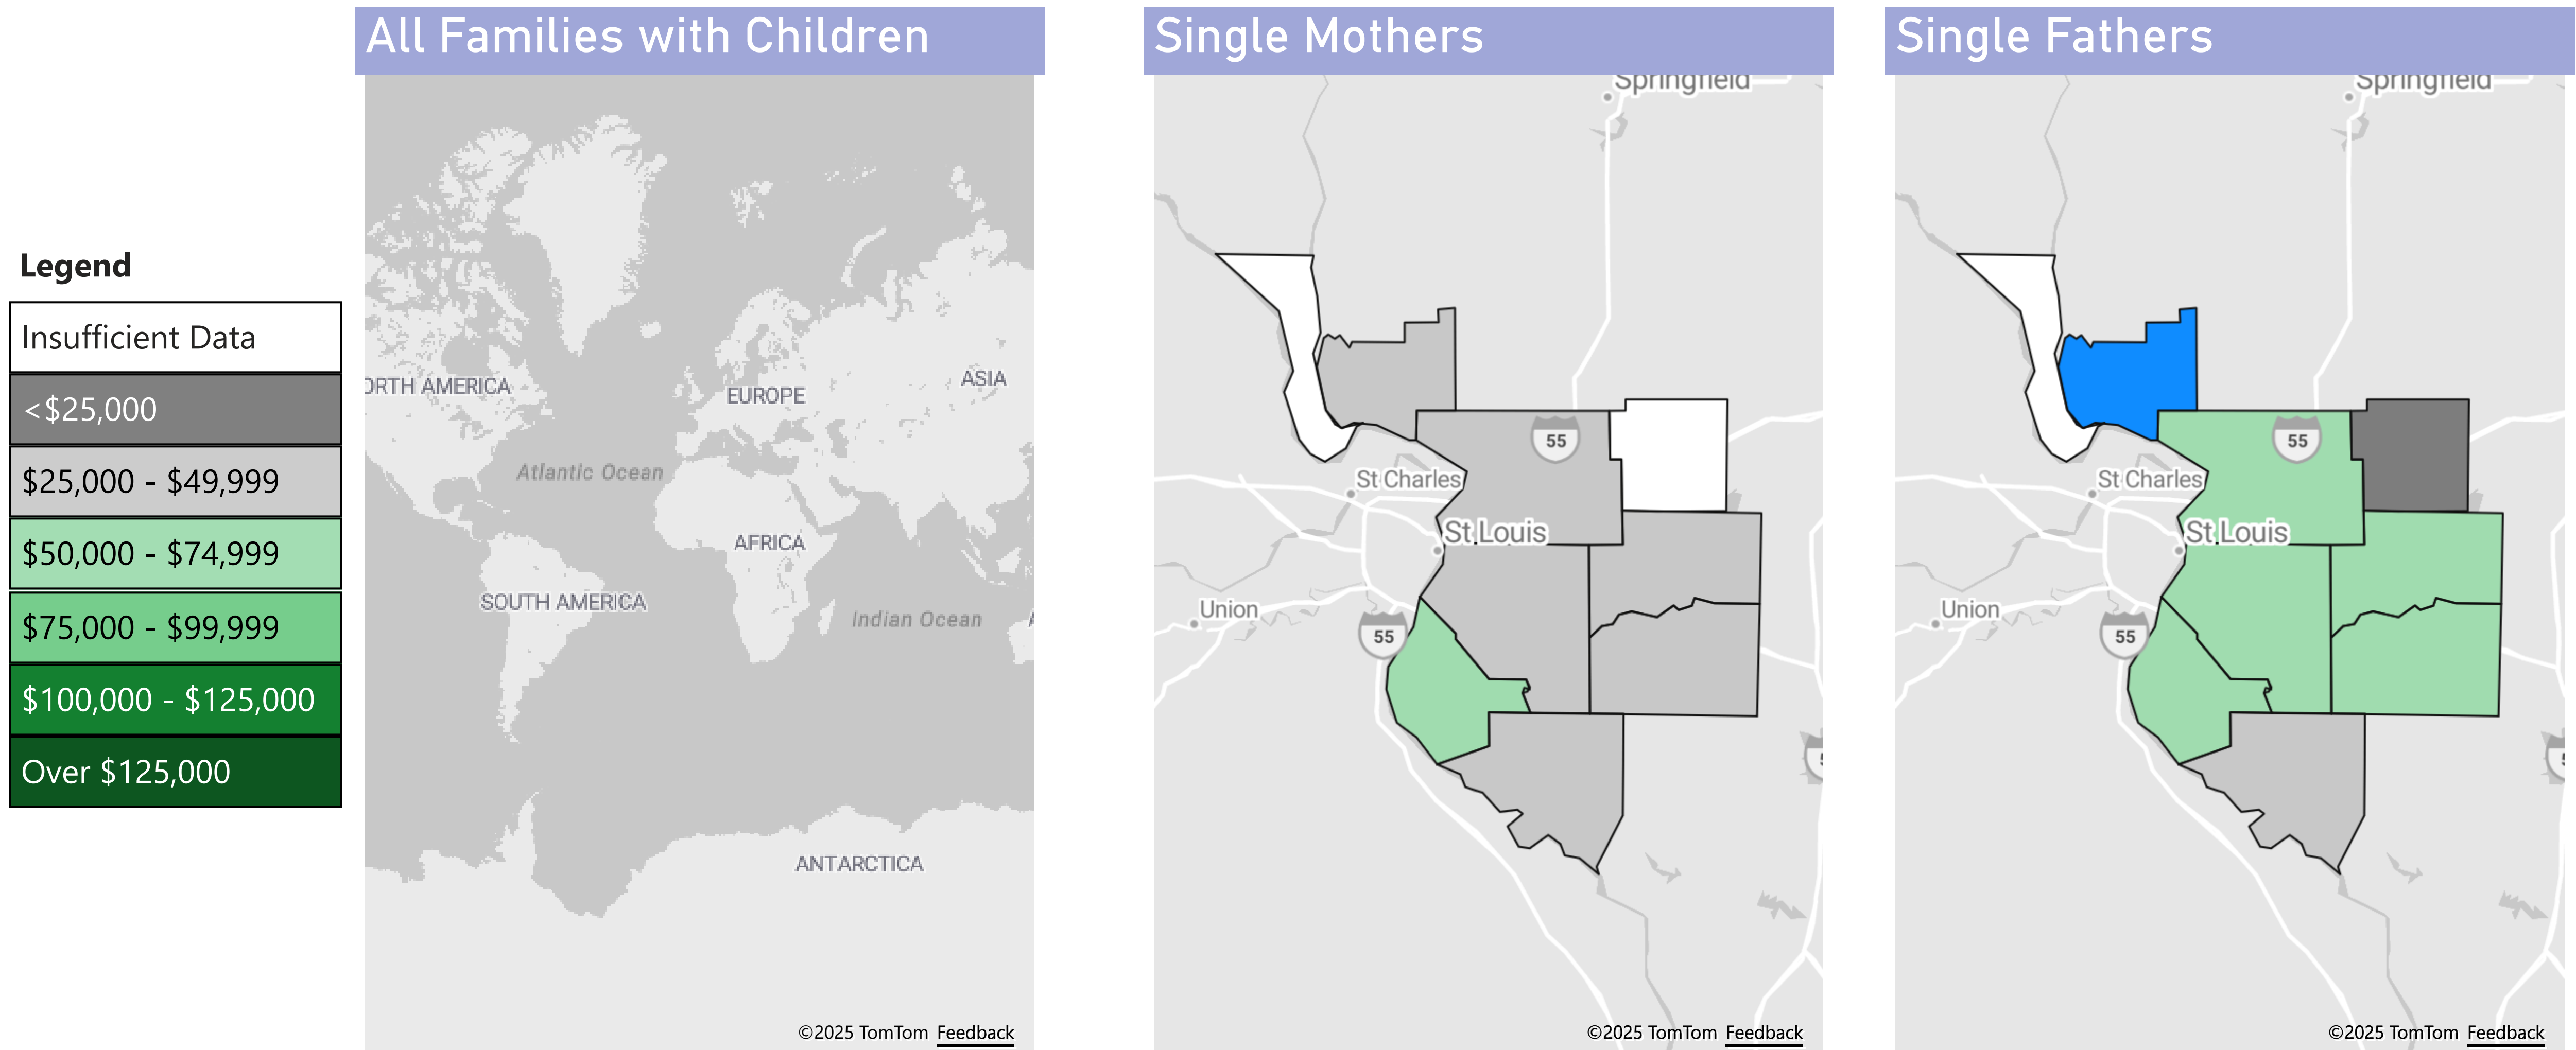 All Families with Children
Single Mothers
Single Fathers
Legend
Insufficient Data
<$25,000
$25,000 - $49,999
$50,000 - $74,999
$75,000 - $99,999
$100,000 - $125,000
Over $125,000
ORTH AMERICA
EUROPE
ASIA
Atlantic Ocean
AFRICA
SOUTH AMERICA
Indian Ocean
A
ANTARCTICA
©2025 TomTom Feedback
Springfield
55
St Charles
St Louis
Union
55
5
©2025 TomTom Feedback
Springfield
55
St Charles
St Louis
Union
55
5
©2025 TomTom Feedback